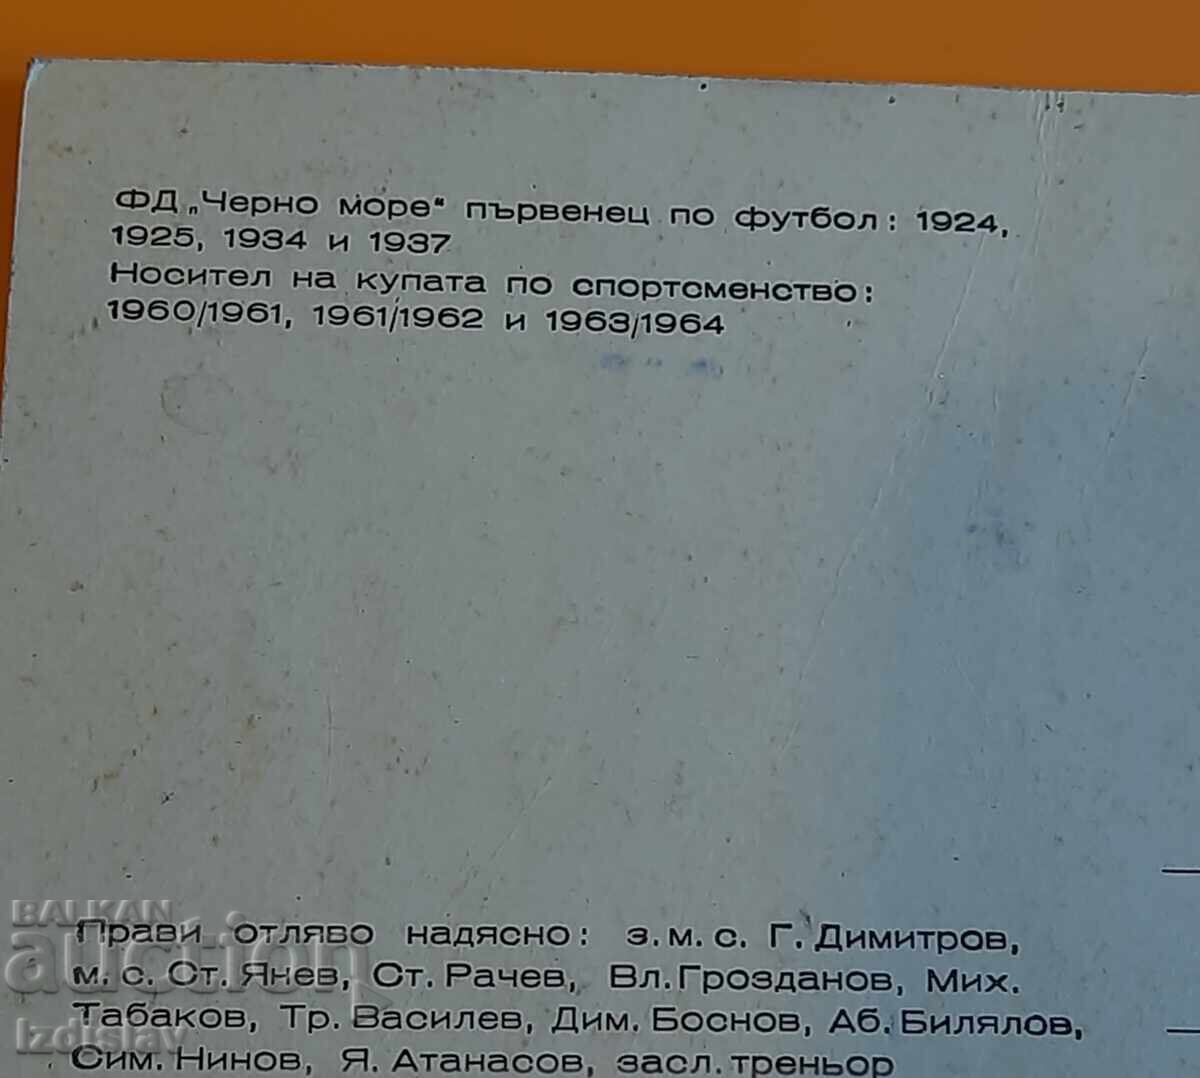 ФД „Черно море“ първенец по футбол: 1924,
1925, 1934 и 1937
Носител на купата по спортсменство:
1960/1961, 1961/1962 и 1963/1964
Прави отляво надясно: з.м.с. Г. Димитров,
м.с. Ст. Янев, Ст. Рачев, Вл. Грозданов, Мих.
Табаков, Тр. Василев, Дим. Боснов, Аб. Билялов,
Сим. Нинов, Я. Атанасов, засл. треньор
BALKAN
auction
Izdislav